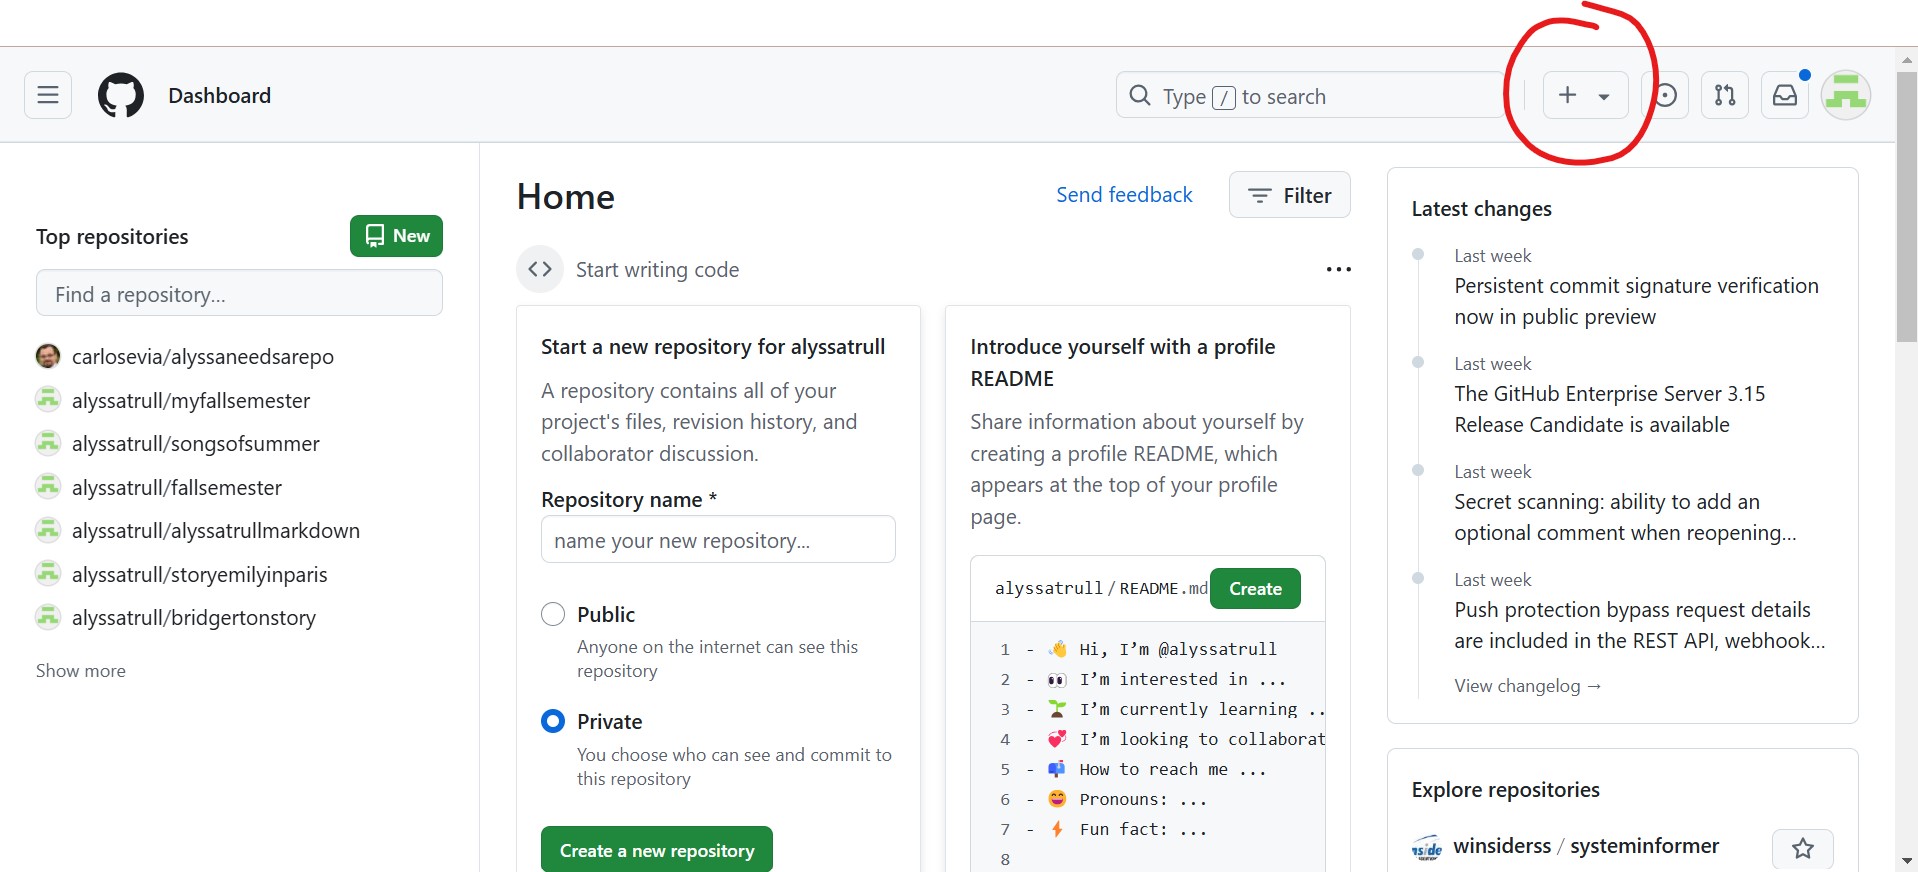 Dashboard
Type / to search
Top repositories
New
Find a repository...
carlosevia/alyssaneedsarepo
alyssatrull/myfallsemester
alyssatrull/songsofsummer
alyssatrull/fallsemester
alyssatrull/alyssatrullmarkdown
alyssatrull/storyemilyinparis
alyssatrull/bridgertonstory
Show more
Home
Send feedback
Filter
Start writing code
Start a new repository for alyssatrull
A repository contains all of your
project's files, revision history, and
collaborator discussion.
Repository name *
name your new repository...
Public
Anyone on the internet can see this
repository
Private
You choose who can see and commit to
this repository
Create a new repository
Introduce yourself with a profile
README
Share information about yourself by
creating a profile README, which
appears at the top of your profile
page.
alyssatrull / README.md
Create
1 - 👋 Hi, I’m @alyssatrull
2 - 👀 I’m interested in ...
3 - 🌱 I’m currently learning ..
4 - 💞️ I’m looking to collaborat
5 - 📫 How to reach me ...
6 - 😄 Pronouns: ...
7 - ⚡ Fun fact: ...
8
Latest changes
Last week
Persistent commit signature verification
now in public preview
Last week
The GitHub Enterprise Server 3.15
Release Candidate is available
Last week
Secret scanning: ability to add an
optional comment when reopening...
Last week
Push protection bypass request details
are included in the REST API, webhook...
View changelog →
Explore repositories
winsiderss / systeminformer